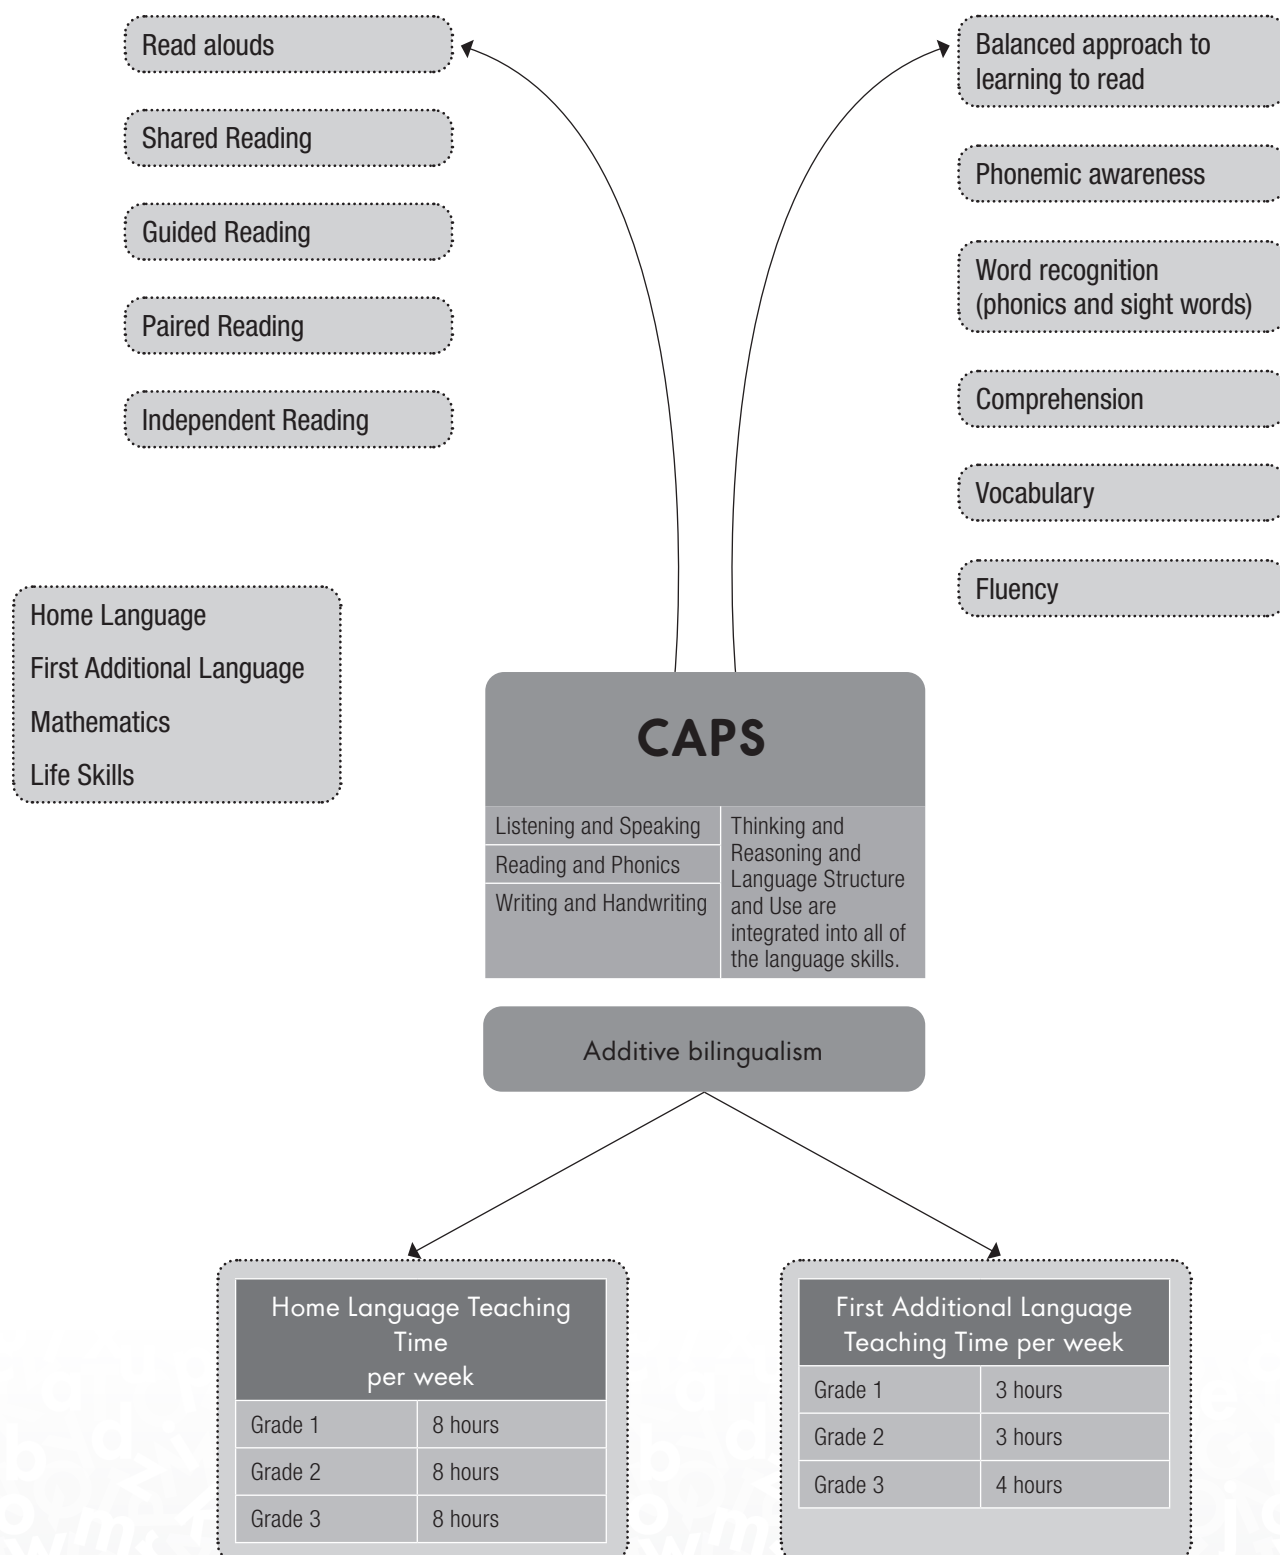 Read alouds
Shared Reading
Guided Reading
Paired Reading
Independent Reading
Balanced approach to
learning to read
Phonemic awareness
Word recognition
(phonics and sight words)
Comprehension
Vocabulary
Fluency
Home Language
First Additional Language
Mathematics
Life Skills
CAPS
Listening and Speaking
Reading and Phonics
Writing and Handwriting
Thinking and
Reasoning and
Language Structure
and Use are
integrated into all of
the language skills.
Additive bilingualism
Home Language Teaching
Time
per week
Grade 1 8 hours
Grade 2 8 hours
Grade 3 8 hours
First Additional Language
Teaching Time per week
Grade 1 3 hours
Grade 2 3 hours
Grade 3 4 hours